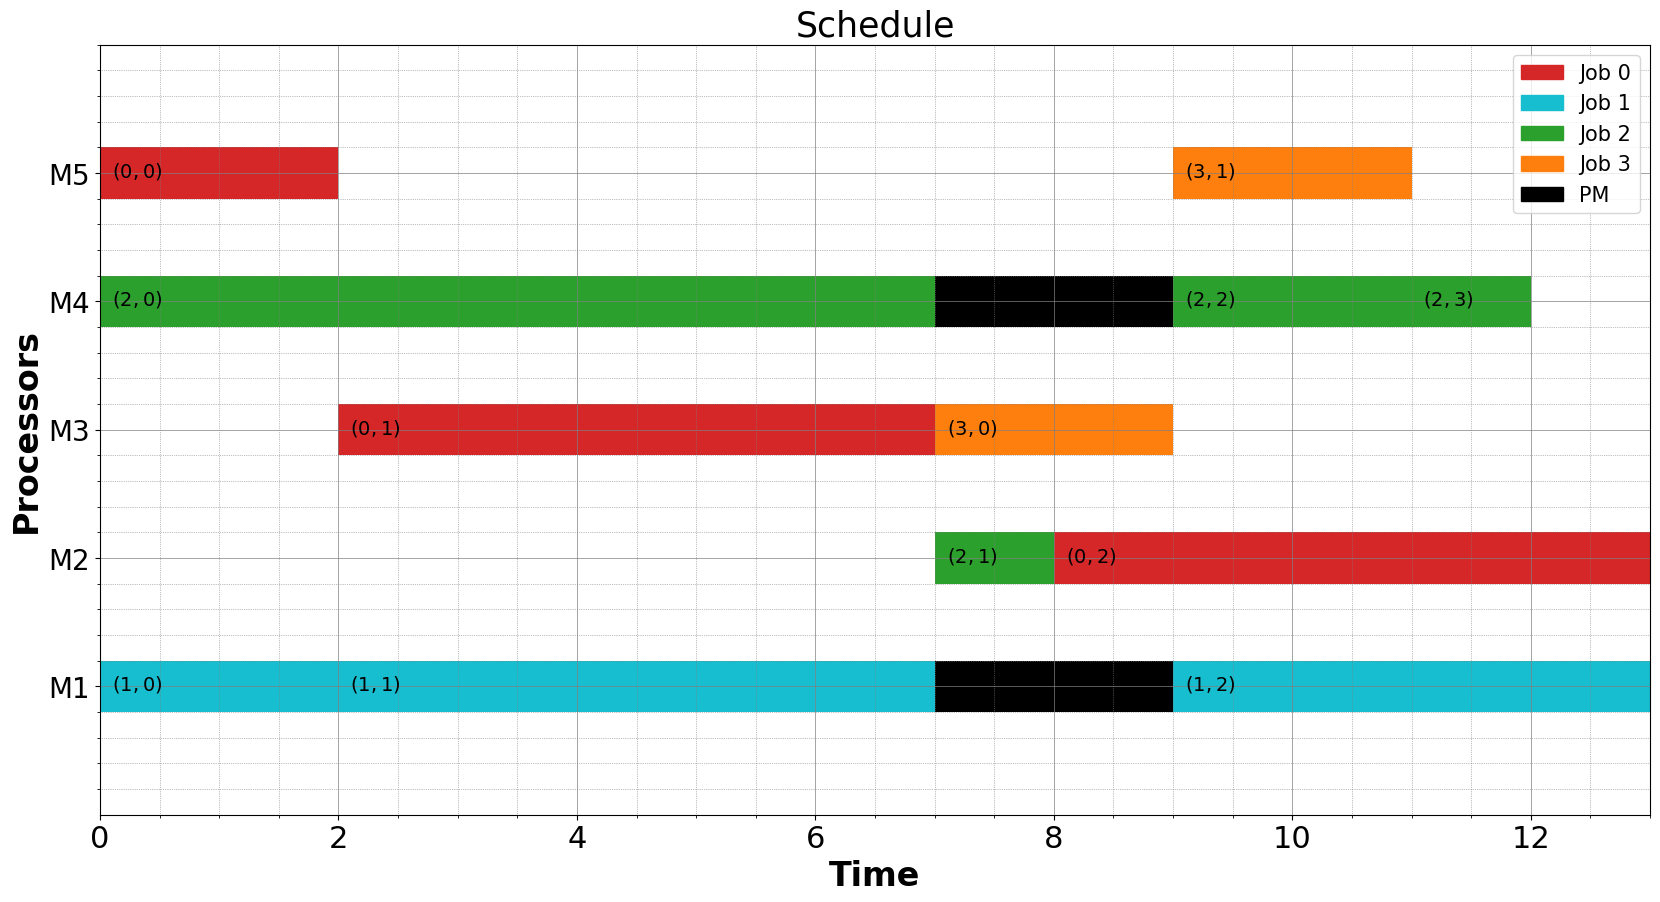 Schedule
Job 0
Job 1
Job 2
Job 3
PM
M5
(0, 0)
(3, 1)
M4
(2, 0)
(2, 2)
(2, 3)
M3
(0, 1)
(3, 0)
M2
(2, 1)
(0, 2)
M1
(1, 0)
(1, 1)
(1, 2)
Processors
0 2 4 6 8 10 12
Time